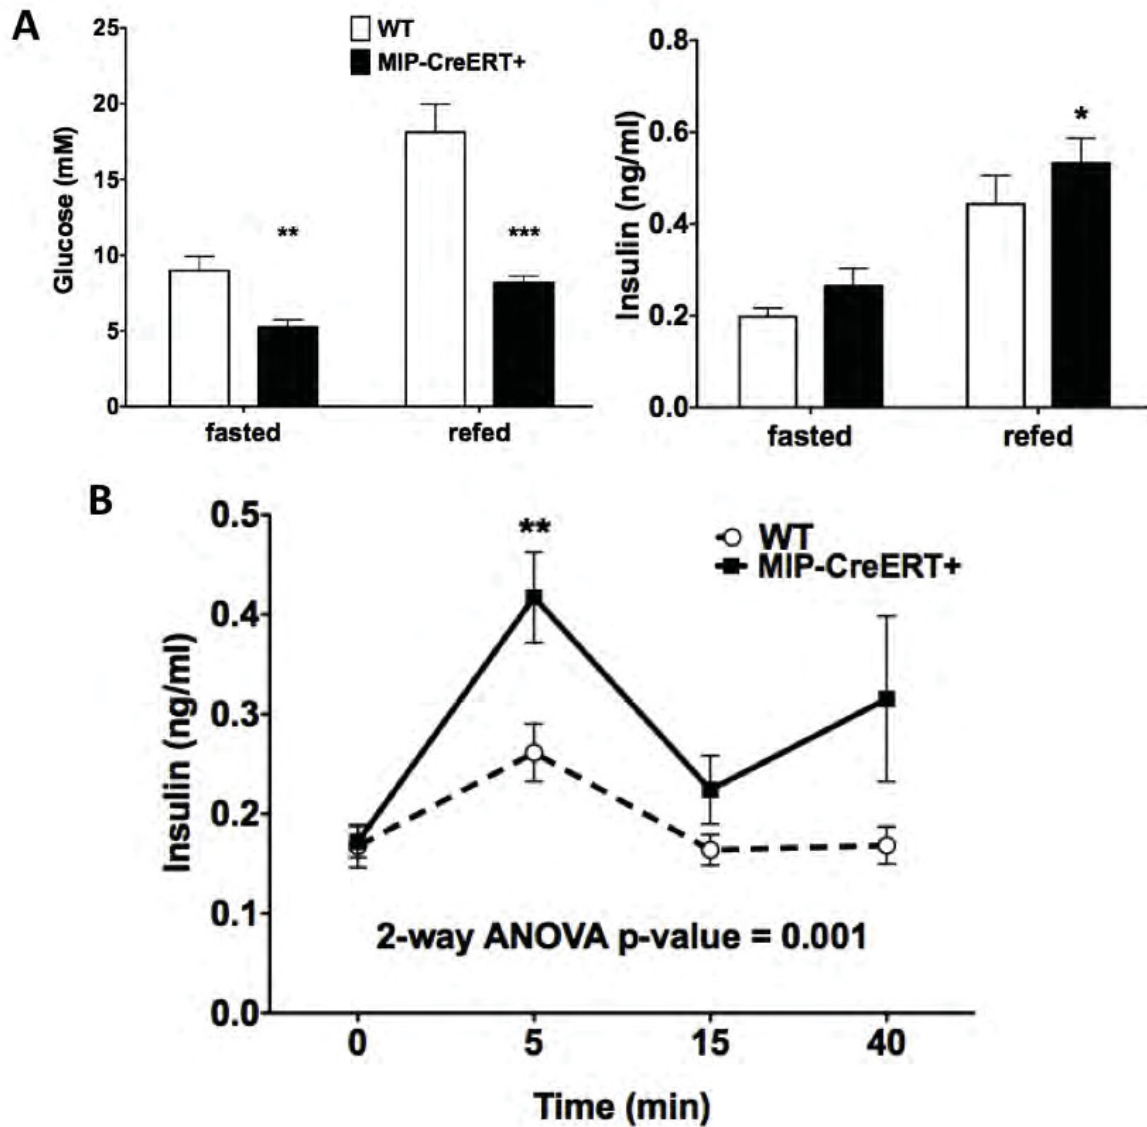 A
25
20
15
10
5
0
Glucose (mM)
WT
MIP-CreERT+
**
***
fasted
refed
0.8
0.6
0.4
0.2
0.0
Insulin (ng/ml)
*
fasted
refed
B
0.5
0.4
0.3
0.2
0.1
0.0
Insulin (ng/ml)
**
WT
MIP-CreERT+
2-way ANOVA p-value = 0.001
0 5 15 40
Time (min)